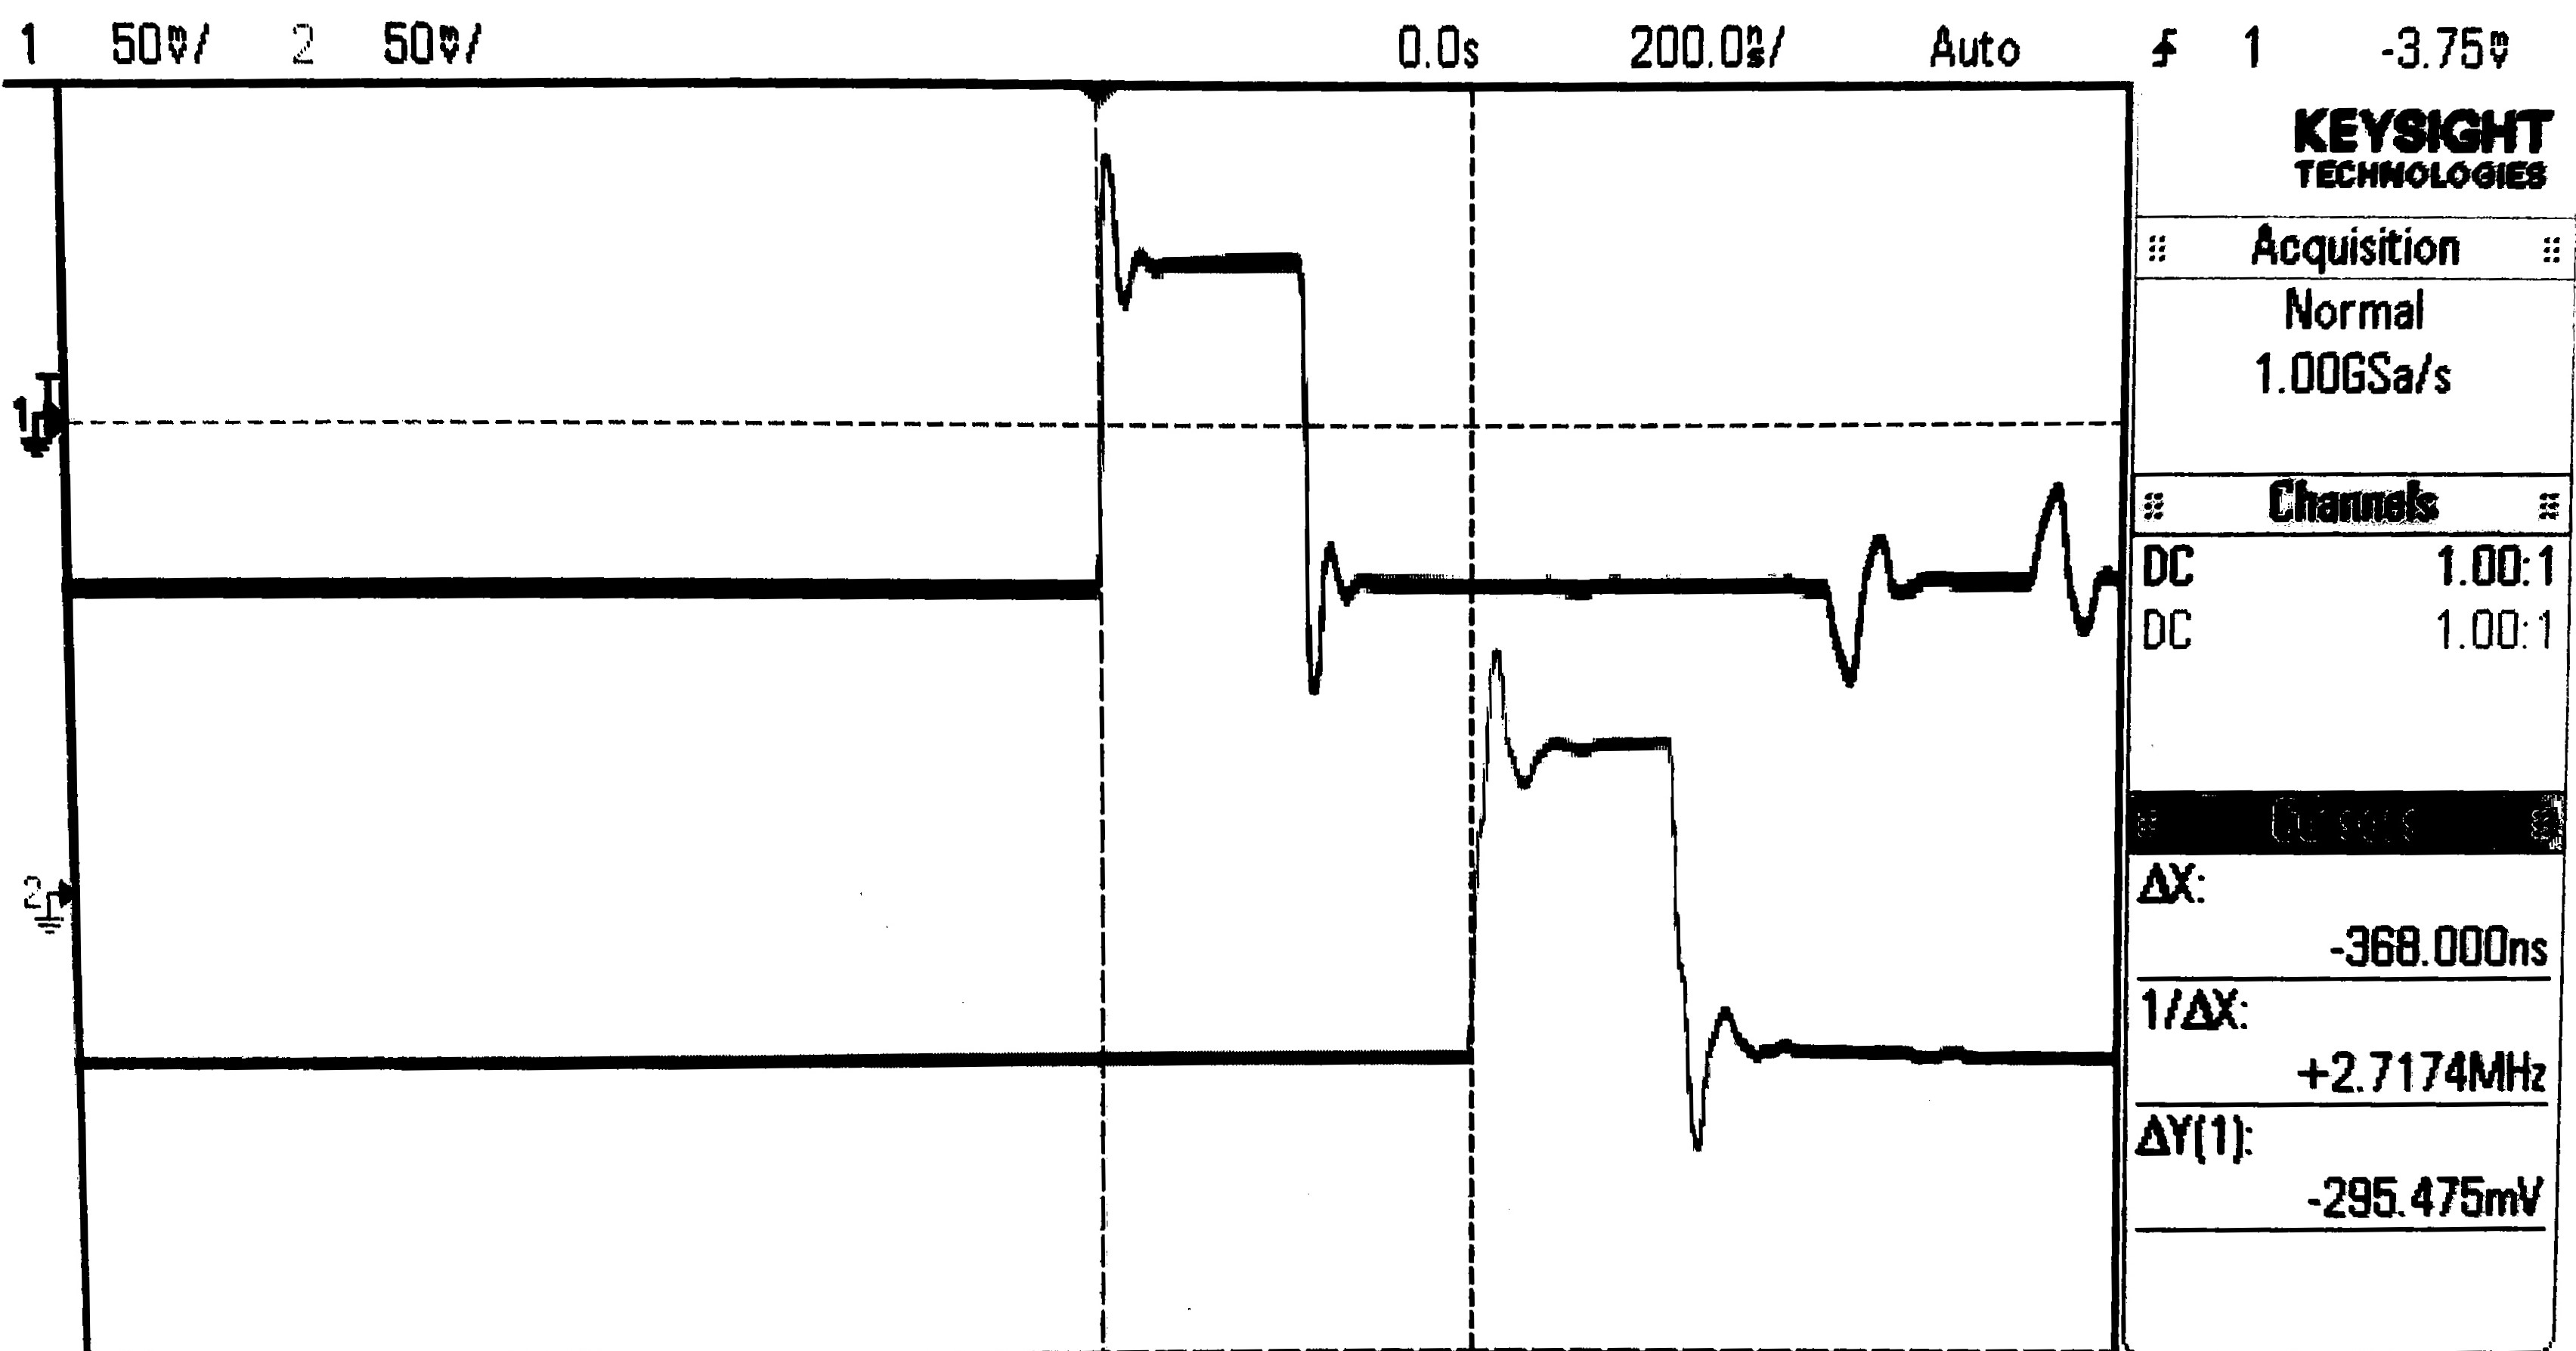 1 50mV/ 2 50mV/ 0.0s 200.0ns/ Auto 1 -3.75mV
KEYSIGHT
TECHNOLOGIES
Acquisition
Normal
1.00GSa/s
1
Channels
DC 1.00:1
DC 1.00:1
2
ΔX:
-368.000ns
1/ΔX:
+2.7174MHz
ΔY(1):
-295.475mV